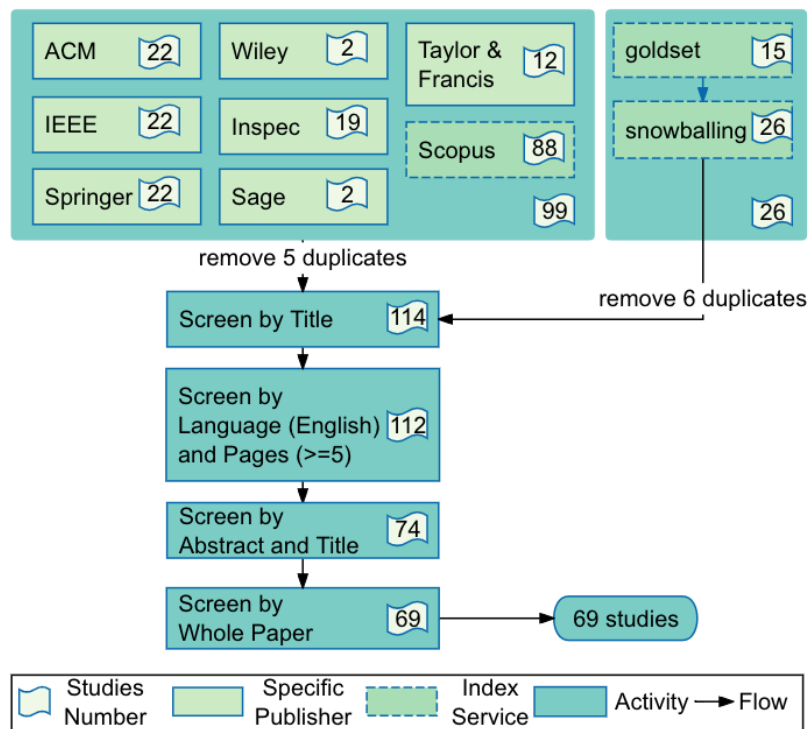 ACM 22
Wiley 2
Taylor &
Francis 12
goldset 15
IEEE 22
Inspec 19
Scopus 88
snowballing 26
Springer 22
Sage 2
99
26
remove 5 duplicates
remove 6 duplicates
Screen by Title 114
Screen by
Language (English) 112
and Pages (>=5)
Screen by
Abstract and Title 74
Screen by
Whole Paper 69
69 studies
Studies
Number
Specific
Publisher
Index
Service
Activity
Flow